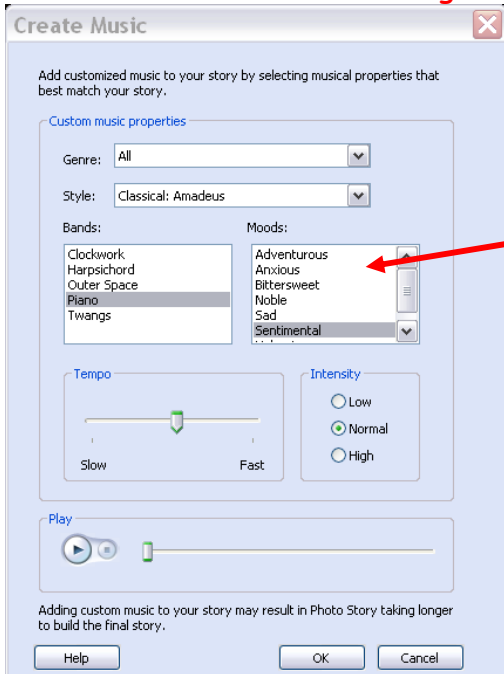 Create Music
Add customized music to your story by selecting musical properties that
best match your story.
Custom music properties
Genre: All
Style: Classical: Amadeus
Bands: Moods:
Clockwork Adventurous
Harpsichord Anxious
Outer Space Bittersweet
Piano Noble
Twangs Sad
Sentimental
Tempo Intensity
Low
Normal
High
Slow Fast
Play
Adding custom music to your story may result in Photo Story taking longer
to build the final story.
Help OK Cancel